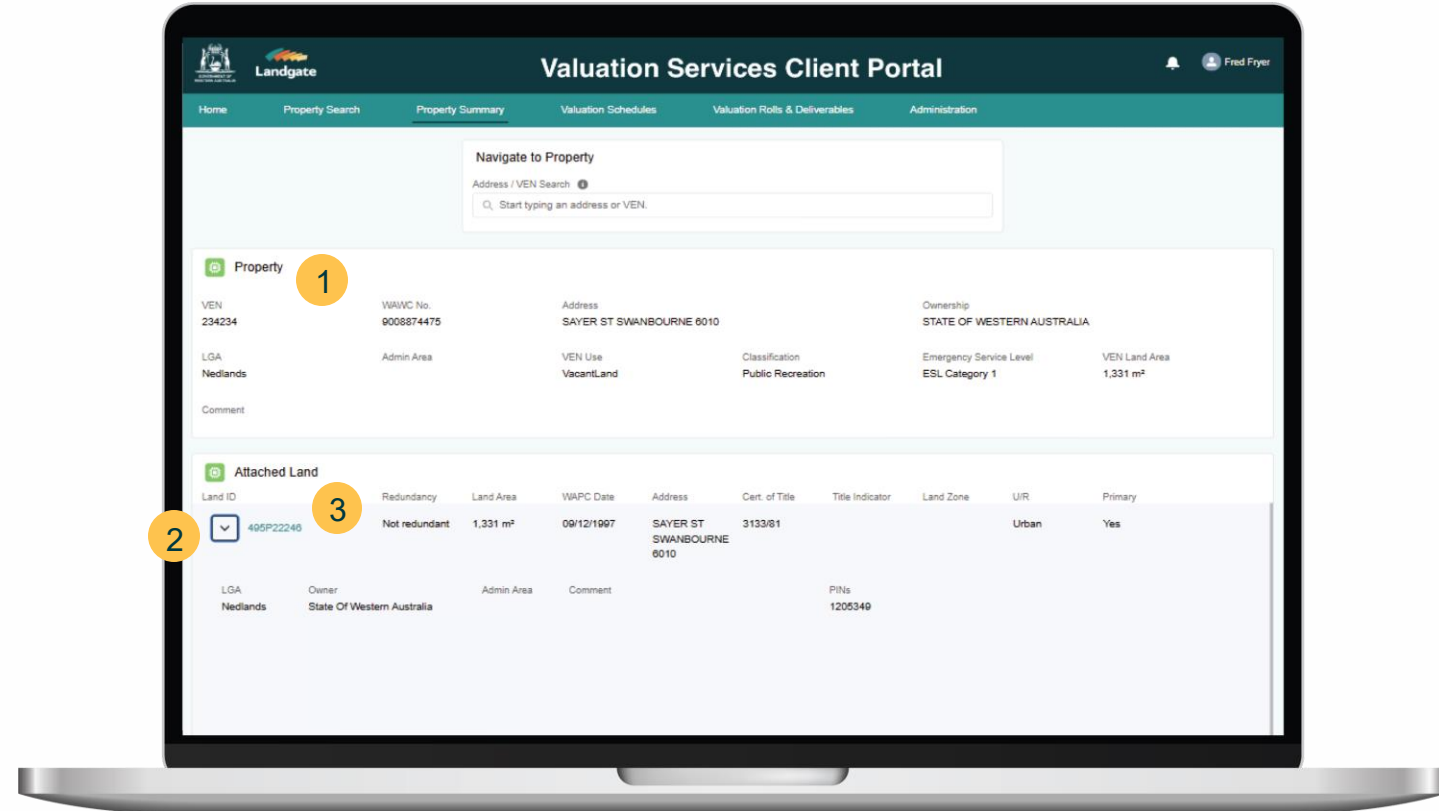 Landgate
Valuation Services Client Portal
Fred Fryer
Home Property Search Property Summary Valuation Schedules Valuation Rolls & Deliverables Administration
Navigate to Property
Address / VEN Search
Start typing an address or VEN.
Property
1
VEN WAWC No. Address Ownership
234234 9008874475 SAYER ST SWANBOURNE 6010 STATE OF WESTERN AUSTRALIA
LGA Admin Area VEN Use Classification Emergency Service Level VEN Land Area
Nedlands VacantLand Public Recreation ESL Category 1 1,331 m²
Comment
Attached Land
Land ID Redundancy Land Area WAPC Date Address Cert. of Title Title Indicator Land Zone U/R Primary
3
2
495P22246 Not redundant 1,331 m² 09/12/1997 SAYER ST 3133/81 Urban Yes
SWANBOURNE
6010
LGA Owner Admin Area Comment PINs
Nedlands State Of Western Australia 1205349